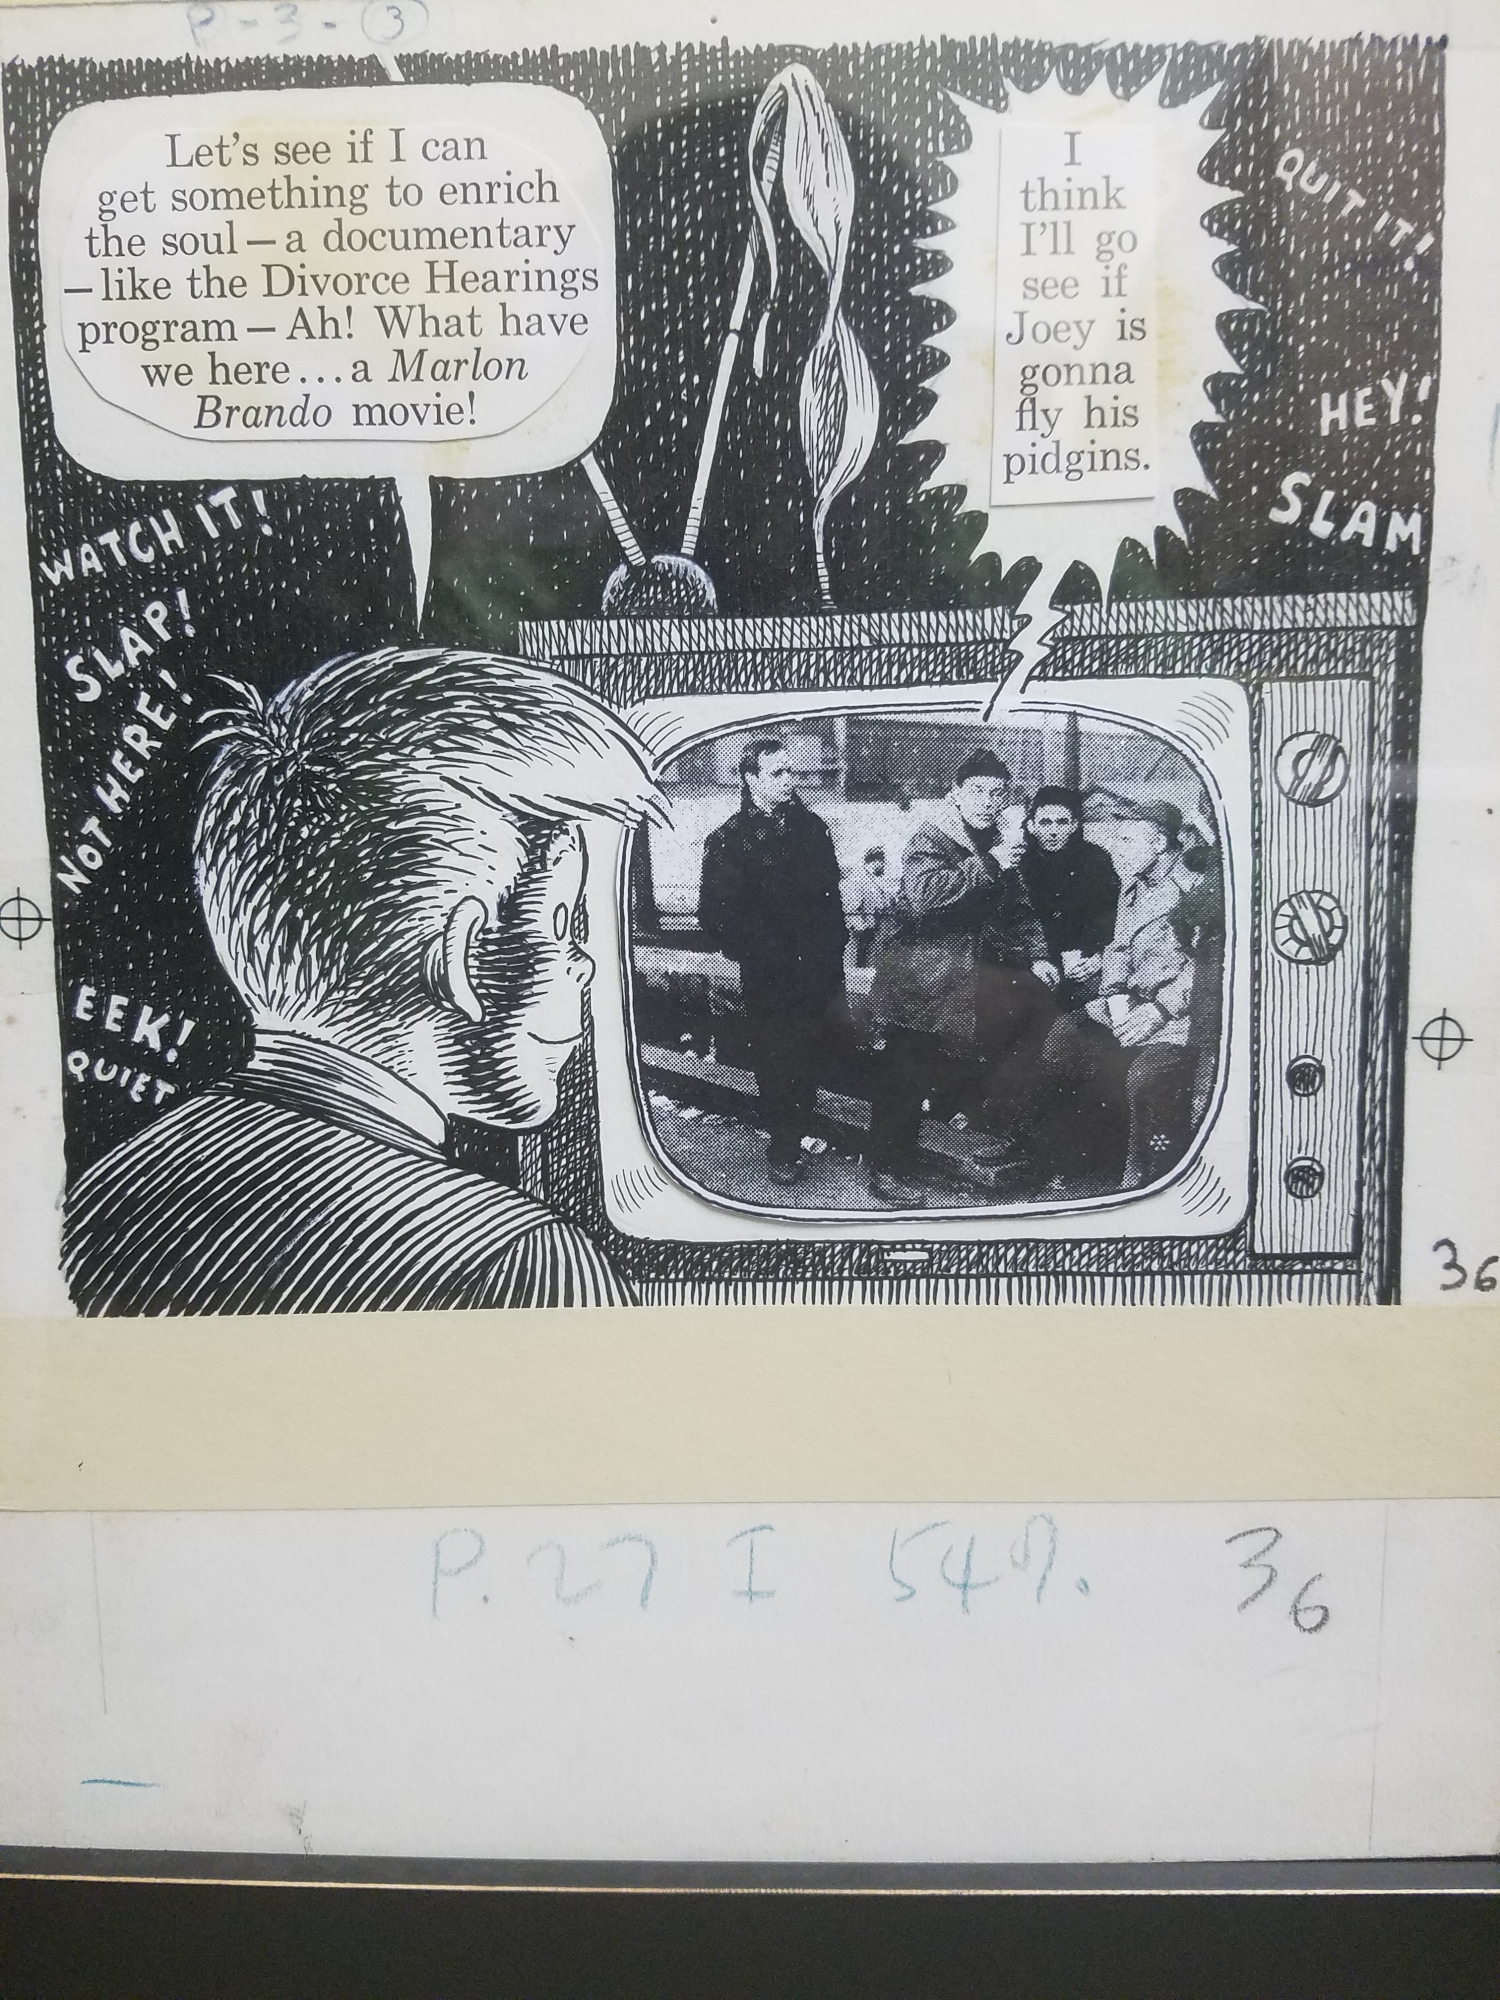 P-3-3
Let's see if I can
get something to enrich
the soul — a documentary
— like the Divorce Hearings
program — Ah! What have
we here...a Marlon
Brando movie!
I
think
I'll go
see if
Joey is
gonna
fly his
pidgins.
QUIT IT!
HEY!
SLAM
WATCH IT!
SLAP!
NOT HERE!
EEK!
QUIET
36
P. 27 I 36